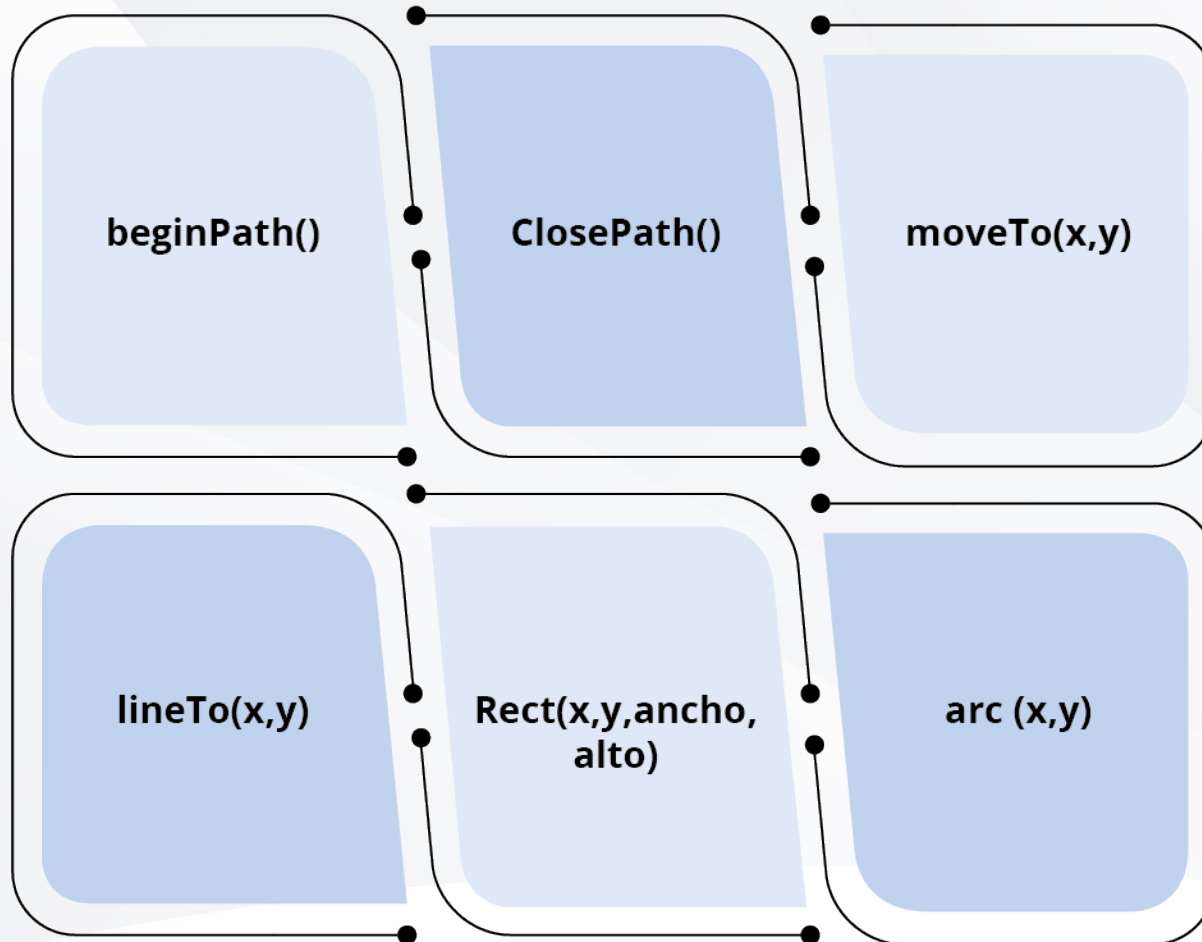 beginPath()
ClosePath()
moveTo(x,y)
lineTo(x,y)
Rect(x,y,ancho,
alto)
arc (x,y)